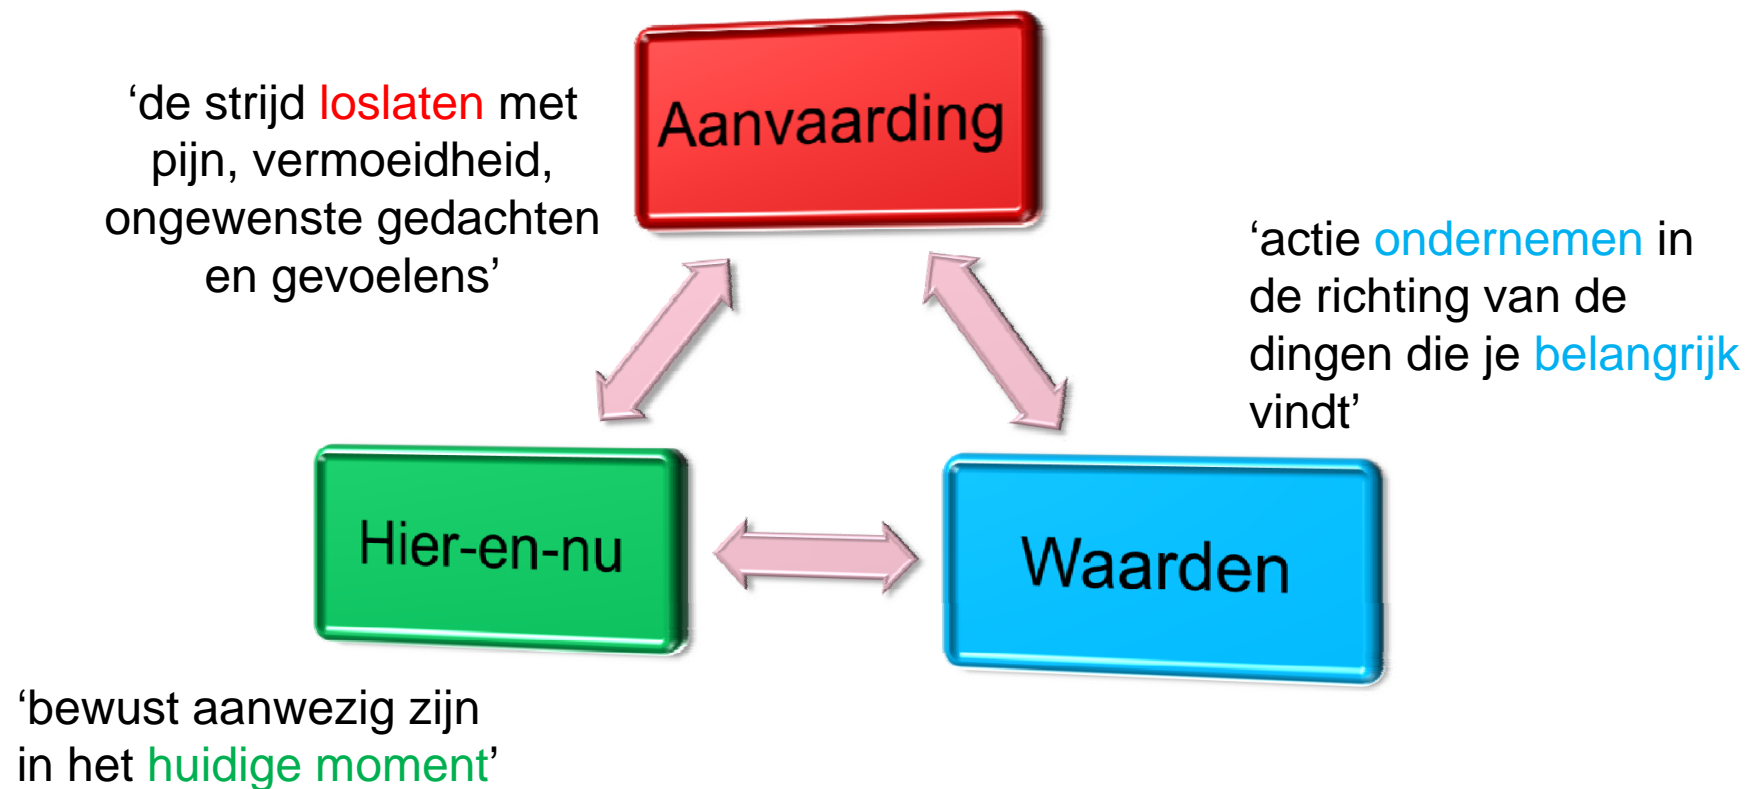 Aanvaarding
‘de strijd loslaten met
pijn, vermoeidheid,
ongewenste gedachten
en gevoelens’
‘actie ondernemen in
de richting van de
dingen die je belangrijk
vindt’
Hier-en-nu
Waarden
‘bewust aanwezig zijn
in het huidige moment’